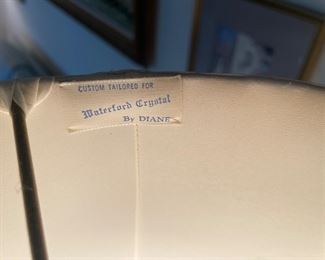 CUSTOM TAILORED FOR
Waterford Crystal
By DIANE